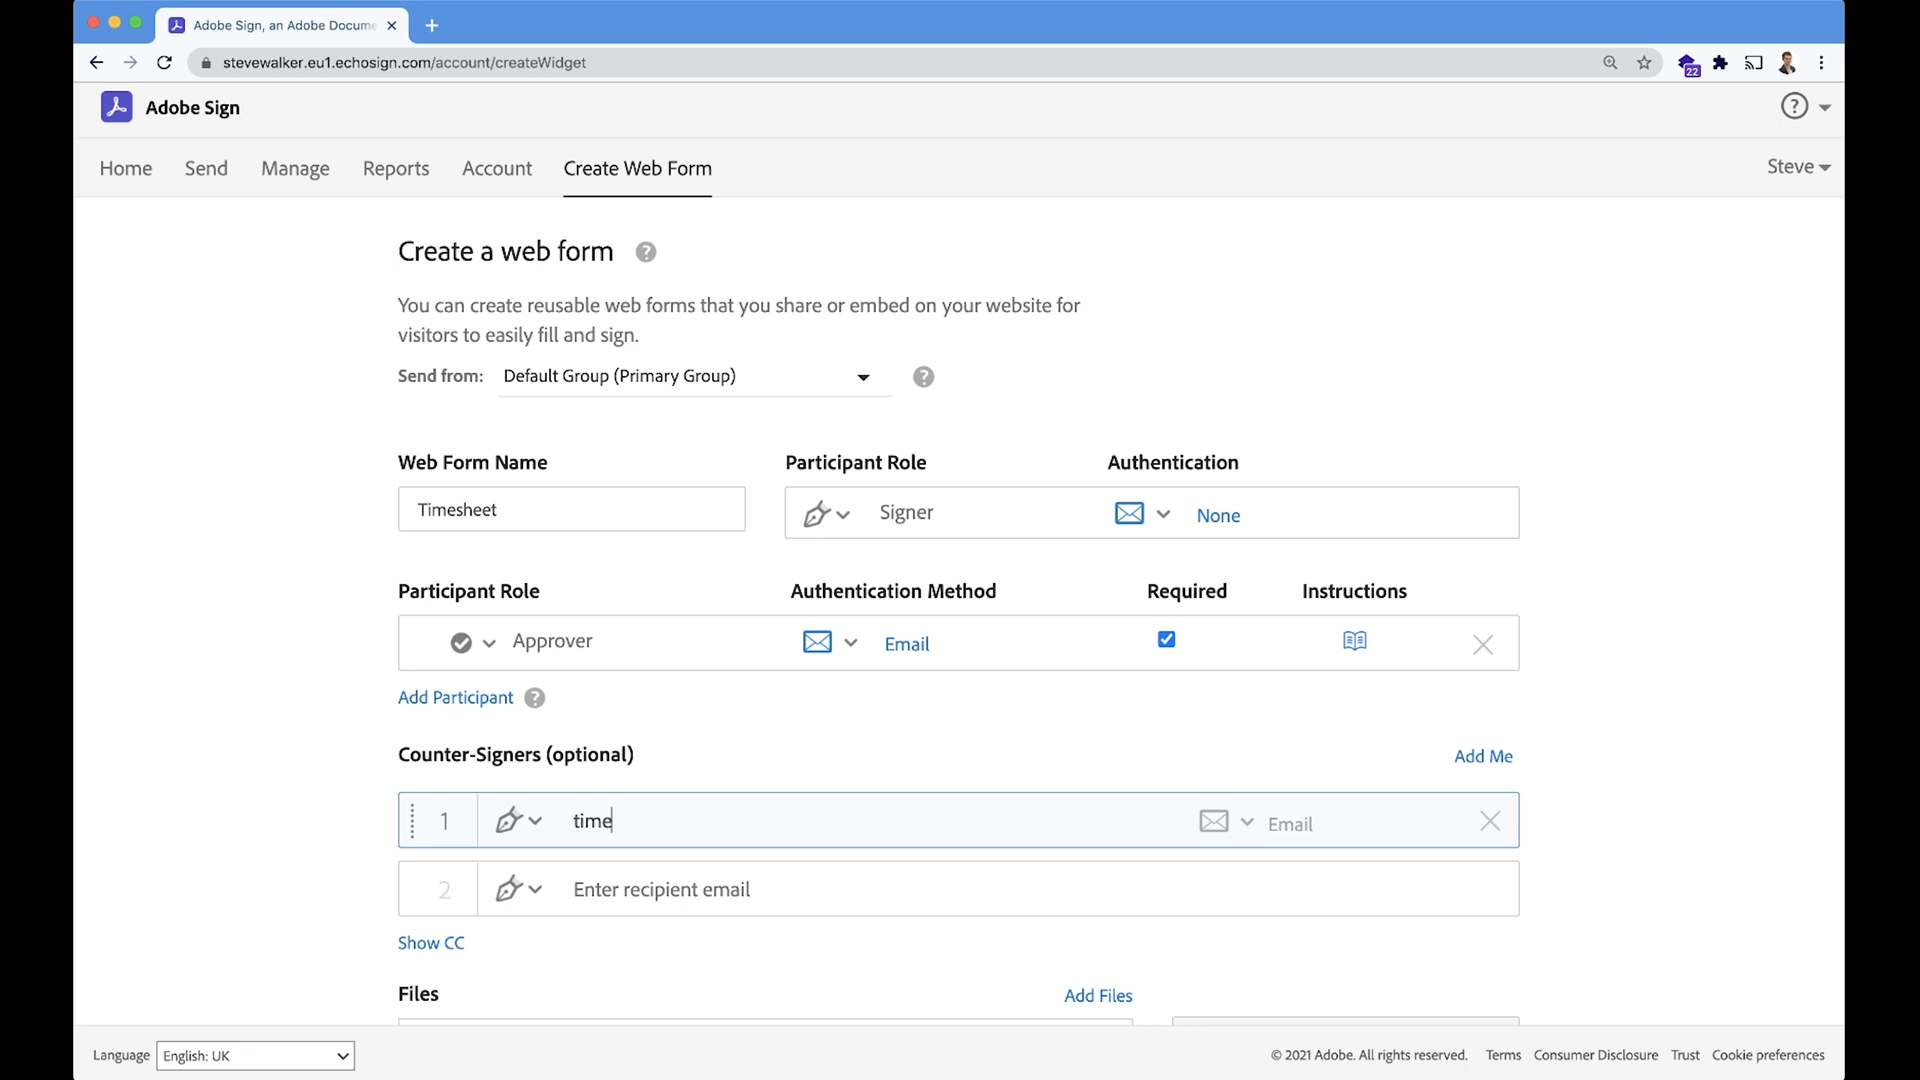 Adobe Sign, an Adobe Docume
stevewalker.eu1.echosign.com/account/createWidget
22
Adobe Sign
?
Home Send Manage Reports Account Create Web Form Steve
Create a web form ?
You can create reusable web forms that you share or embed on your website for
visitors to easily fill and sign.
Send from: Default Group (Primary Group) ?
Web Form Name Participant Role Authentication
Timesheet Signer None
Participant Role Authentication Method Required Instructions
Approver Email
Add Participant ?
Counter-Signers (optional) Add Me
1 time Email
2 Enter recipient email
Show CC
Files Add Files
Language English: UK © 2021 Adobe. All rights reserved. Terms Consumer Disclosure Trust Cookie preferences